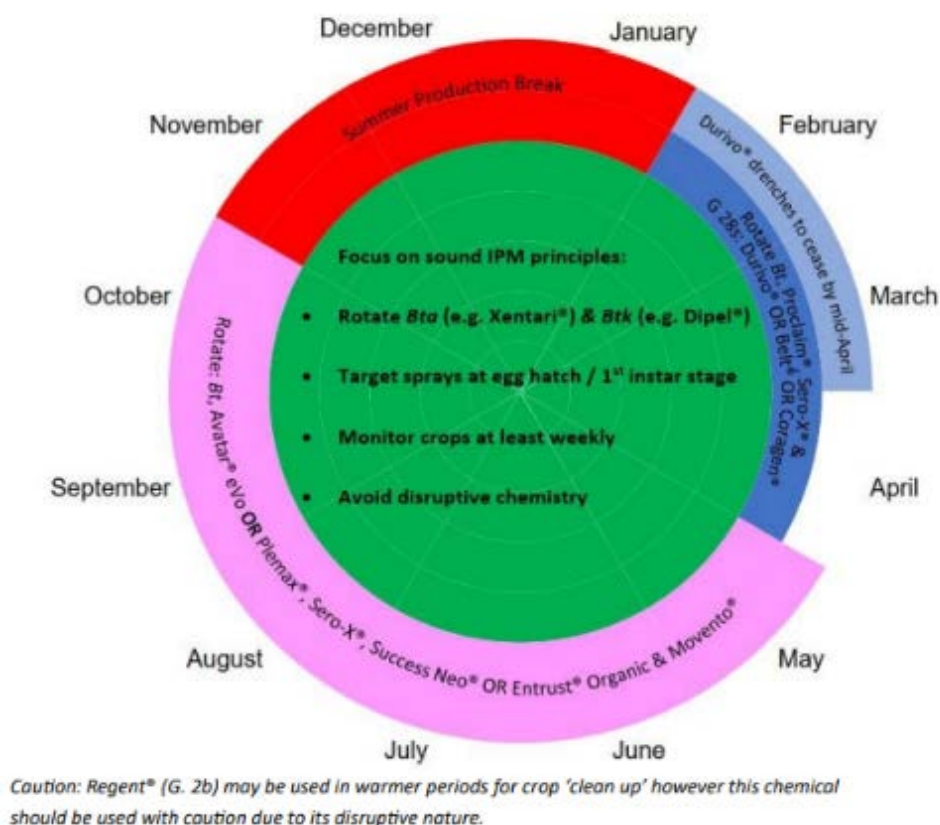 December
January
November
February
October
March
September
April
August
May
July
June
Summer Production Break
Durivo® drenches to cease by mid-April
Rotate Bt, Proclaim® Sero-X® &
G 28s: Durivo® OR Belt® OR Coragen®
Rotate: Bt, Avatar® eVo OR Plemax®, Sero-X®, Success Neo® OR Entrust® Organic & Movento®
Focus on sound IPM principles:
• Rotate Bta (e.g. Xentari®) & Btk (e.g. Dipel®)
• Target sprays at egg hatch / 1st instar stage
• Monitor crops at least weekly
• Avoid disruptive chemistry
Caution: Regent® (G. 2b) may be used in warmer periods for crop ‘clean up’ however this chemical
should be used with caution due to its disruptive nature.